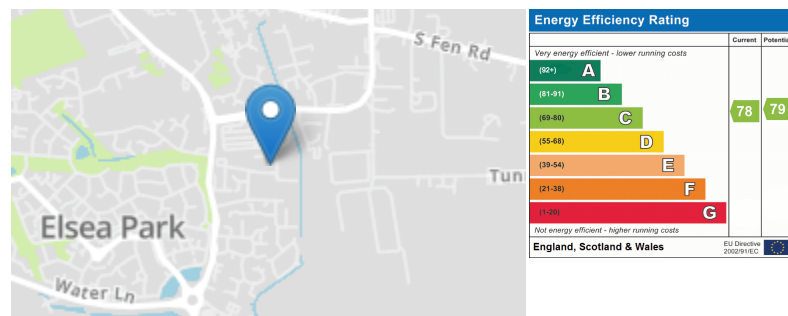 S Fen Rd
Tun
Elsea Park
Water Ln
Energy Efficiency Rating
Current Potentia
Very energy efficient - lower running costs
(92+) A
(81-91) B
(69-80) C
(55-68) D
(39-54) E
(21-38) F
(1-20) G
78
79
Not energy efficient - higher running costs
England, Scotland & Wales
EU Directive
2002/91/EC